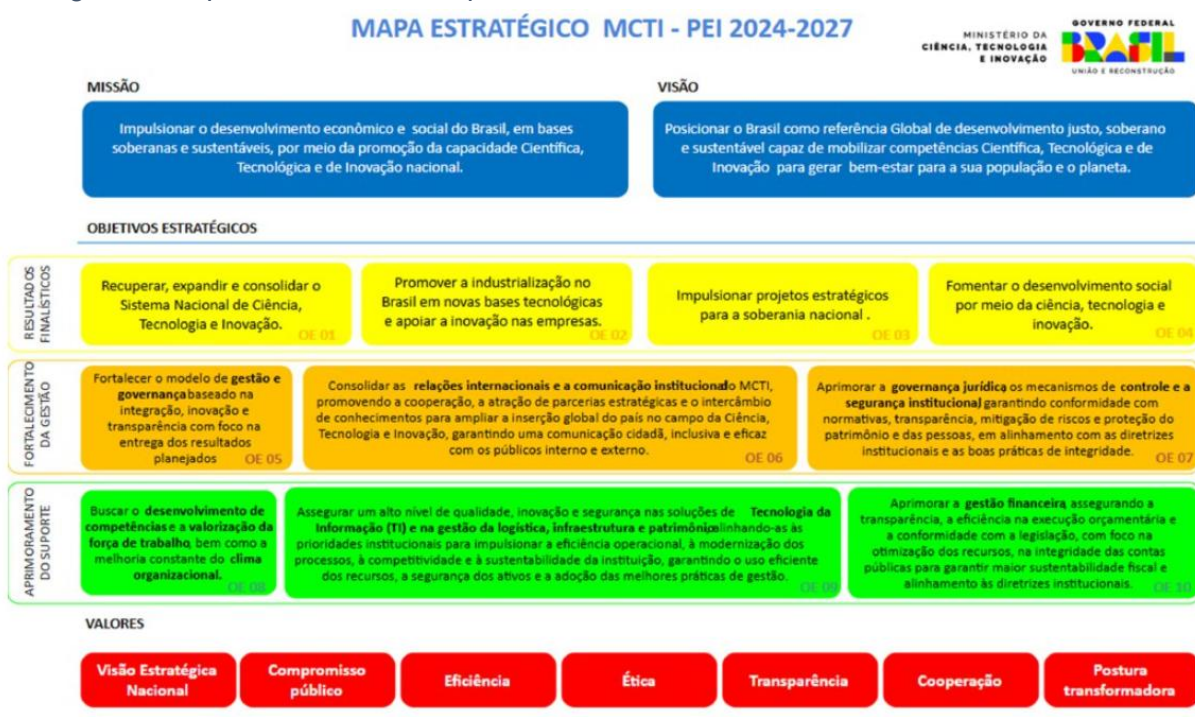 MAPA ESTRATÉGICO MCTI - PEI 2024-2027
MINISTÉRIO DA
CIÊNCIA, TECNOLOGIA
E INOVAÇÃO
GOVERNO FEDERAL
BRASIL
UNIÃO E RECONSTRUÇÃO
MISSÃO
Impulsionar o desenvolvimento econômico e social do Brasil, em bases
soberanas e sustentáveis, por meio da promoção da capacidade Científica,
Tecnológica e de Inovação nacional.
VISÃO
Posicionar o Brasil como referência Global de desenvolvimento justo, soberano
e sustentável capaz de mobilizar competências Científica, Tecnológica e de
Inovação para gerar bem-estar para a sua população e o planeta.
OBJETIVOS ESTRATÉGICOS
RESULTADOS
FINALÍSTICOS
Recuperar, expandir e consolidar o
Sistema Nacional de Ciência,
Tecnologia e Inovação.
OE 01
Promover a industrialização no
Brasil em novas bases tecnológicas
e apoiar a inovação nas empresas.
OE 02
Impulsionar projetos estratégicos
para a soberania nacional .
OE 03
Fomentar o desenvolvimento social
por meio da ciência, tecnologia e
inovação.
OE 04
FORTALECIMENTO
DA GESTÃO
Fortalecer o modelo de gestão e
governança baseado na
integração, inovação e
transparência com foco na
entrega dos resultados
planejados
OE 05
Consolidar as relações internacionais e a comunicação institucional do MCTI,
promovendo a cooperação, a atração de parcerias estratégicas e o intercâmbio
de conhecimentos para ampliar a inserção global do país no campo da Ciência,
Tecnologia e Inovação, garantindo uma comunicação cidadã, inclusiva e eficaz
com os públicos interno e externo.
OE 06
Aprimorar a governança jurídica, os mecanismos de controle e a
segurança institucional, garantindo conformidade com
normativas, transparência, mitigação de riscos e proteção do
patrimônio e das pessoas, em alinhamento com as diretrizes
institucionais e as boas práticas de integridade.
OE 07
APRIMORAMENTO
DO SUPORTE
Buscar o desenvolvimento de
competências e a valorização da
força de trabalho, bem como a
melhoria constante do clima
organizacional.
OE 08
Assegurar um alto nível de qualidade, inovação e segurança nas soluções de Tecnologia da
Informação (TI) e na gestão da logística, infraestrutura e patrimônio, alinhando-as às
prioridades institucionais para impulsionar a eficiência operacional, à modernização dos
processos, à competitividade e à sustentabilidade da instituição, garantindo o uso eficiente
dos recursos, a segurança dos ativos e a adoção das melhores práticas de gestão.
OE 09
Aprimorar a gestão financeira, assegurando a
transparência, a eficiência na execução orçamentária e
a conformidade com a legislação, com foco na
otimização dos recursos, na integridade das contas
públicas para garantir maior sustentabilidade fiscal e
alinhamento às diretrizes institucionais.
OE 10
VALORES
Visão Estratégica
Nacional
Compromisso
público
Eficiência
Ética
Transparência
Cooperação
Postura
transformadora